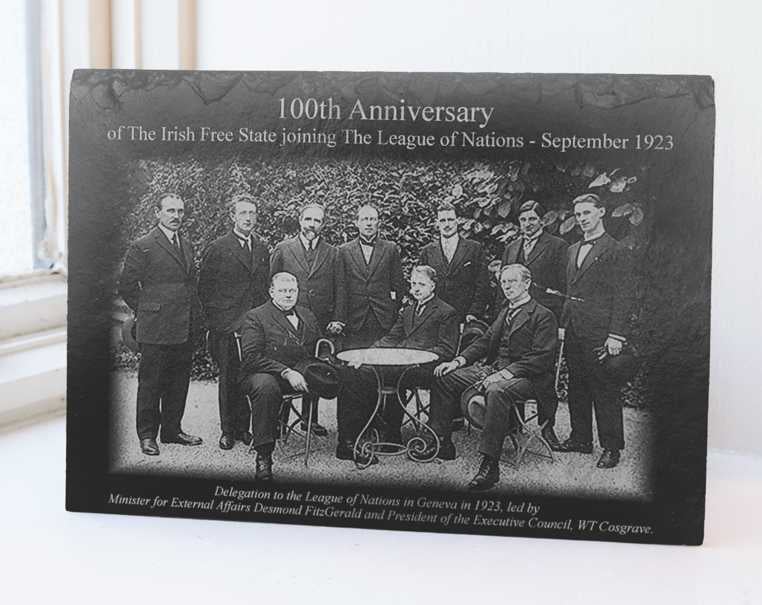 100th Anniversary
of The Irish Free State joining The League of Nations - September 1923
Delegation to the League of Nations in Geneva in 1923, led by
Minister for External Affairs Desmond FitzGerald and President of the Executive Council, WT Cosgrave.